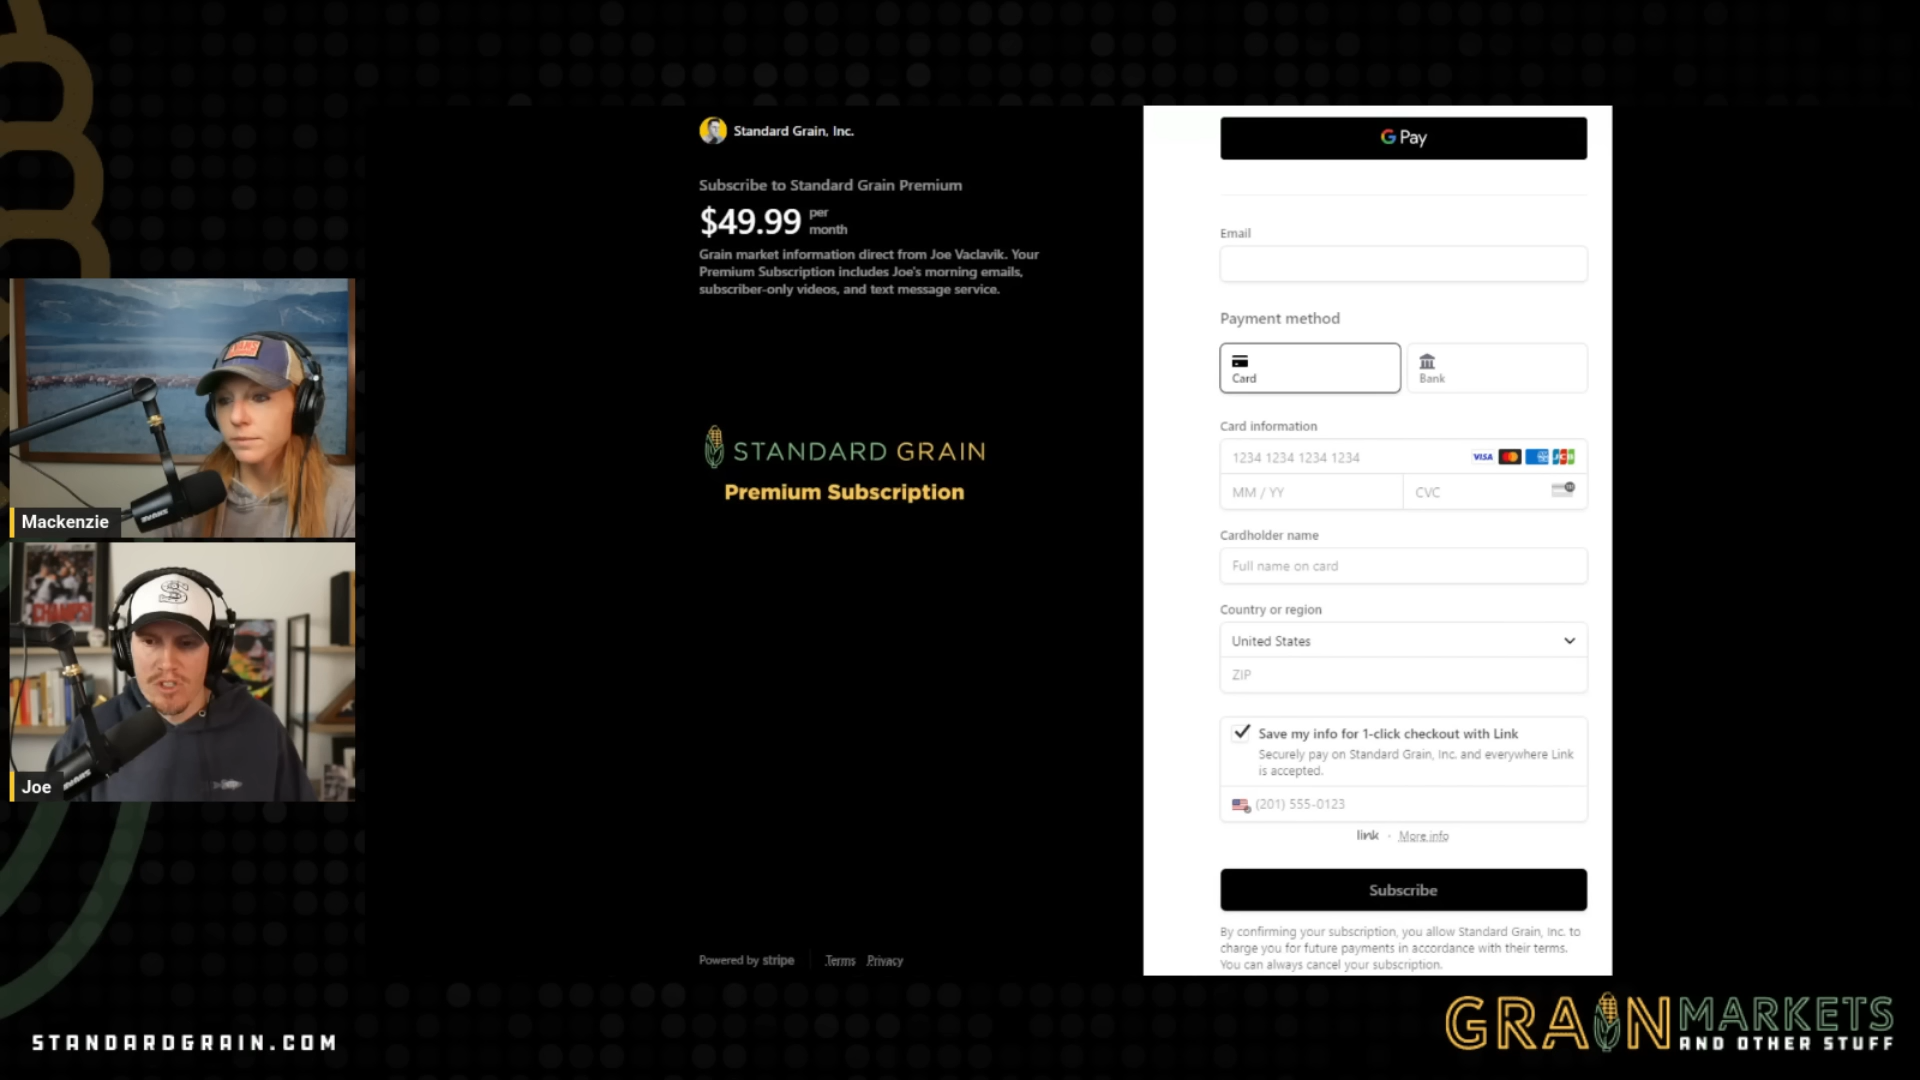 Standard Grain, Inc.
Subscribe to Standard Grain Premium
$49.99 per
month
Grain market information direct from Joe Vaclavik. Your
Premium Subscription includes Joe's morning emails,
subscriber-only videos, and text message service.
STANDARD GRAIN
Premium Subscription
Powered by stripe
Terms Privacy
G Pay
Email
Payment method
Card
Bank
Card information
1234 1234 1234 1234
VISA
MM / YY
CVC
Cardholder name
Full name on card
Country or region
United States
ZIP
Save my info for 1-click checkout with Link
Securely pay on Standard Grain, Inc. and everywhere Link
is accepted.
(201) 555-0123
link · More info
Subscribe
By confirming your subscription, you allow Standard Grain, Inc. to
charge you for future payments in accordance with their terms.
You can always cancel your subscription.
Mackenzie
CHAMPS!
Joe
STANDARDGRAIN.COM
GRAIN MARKETS
AND OTHER STUFF